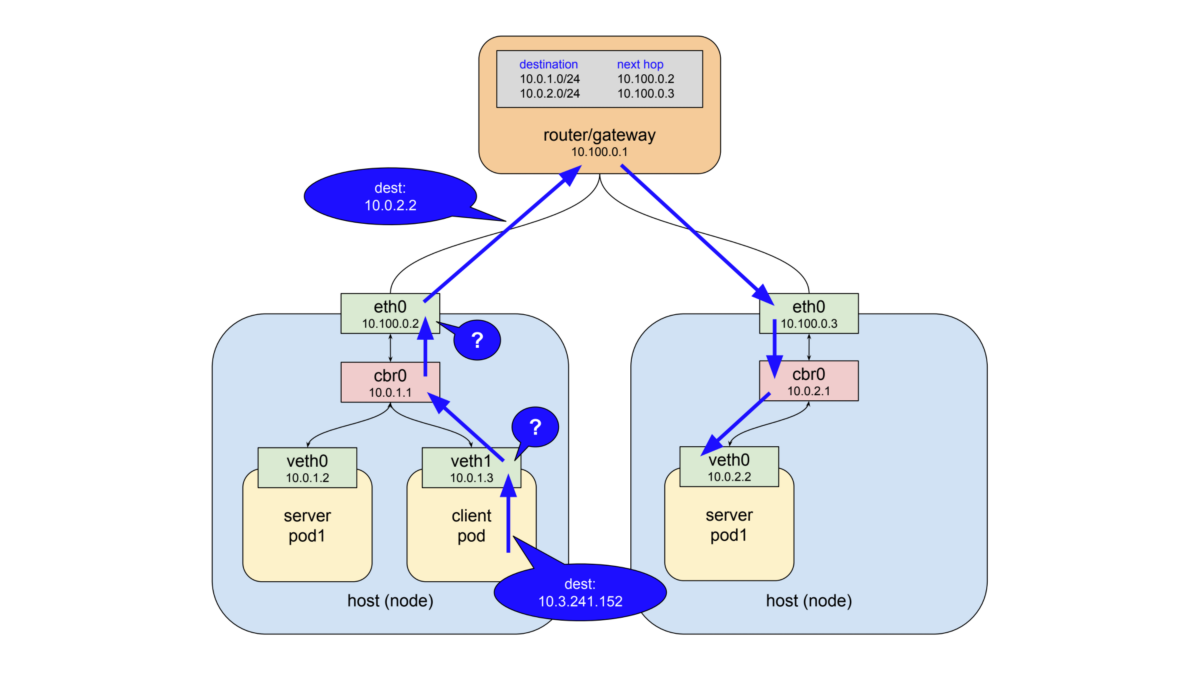 destination next hop
10.0.1.0/24 10.100.0.2
10.0.2.0/24 10.100.0.3
router/gateway
10.100.0.1
dest:
10.0.2.2
eth0
10.100.0.2
?
cbr0
10.0.1.1
?
veth0
10.0.1.2
veth1
10.0.1.3
server
pod1
client
pod
dest:
10.3.241.152
host (node)
eth0
10.100.0.3
cbr0
10.0.2.1
veth0
10.0.2.2
server
pod1
host (node)